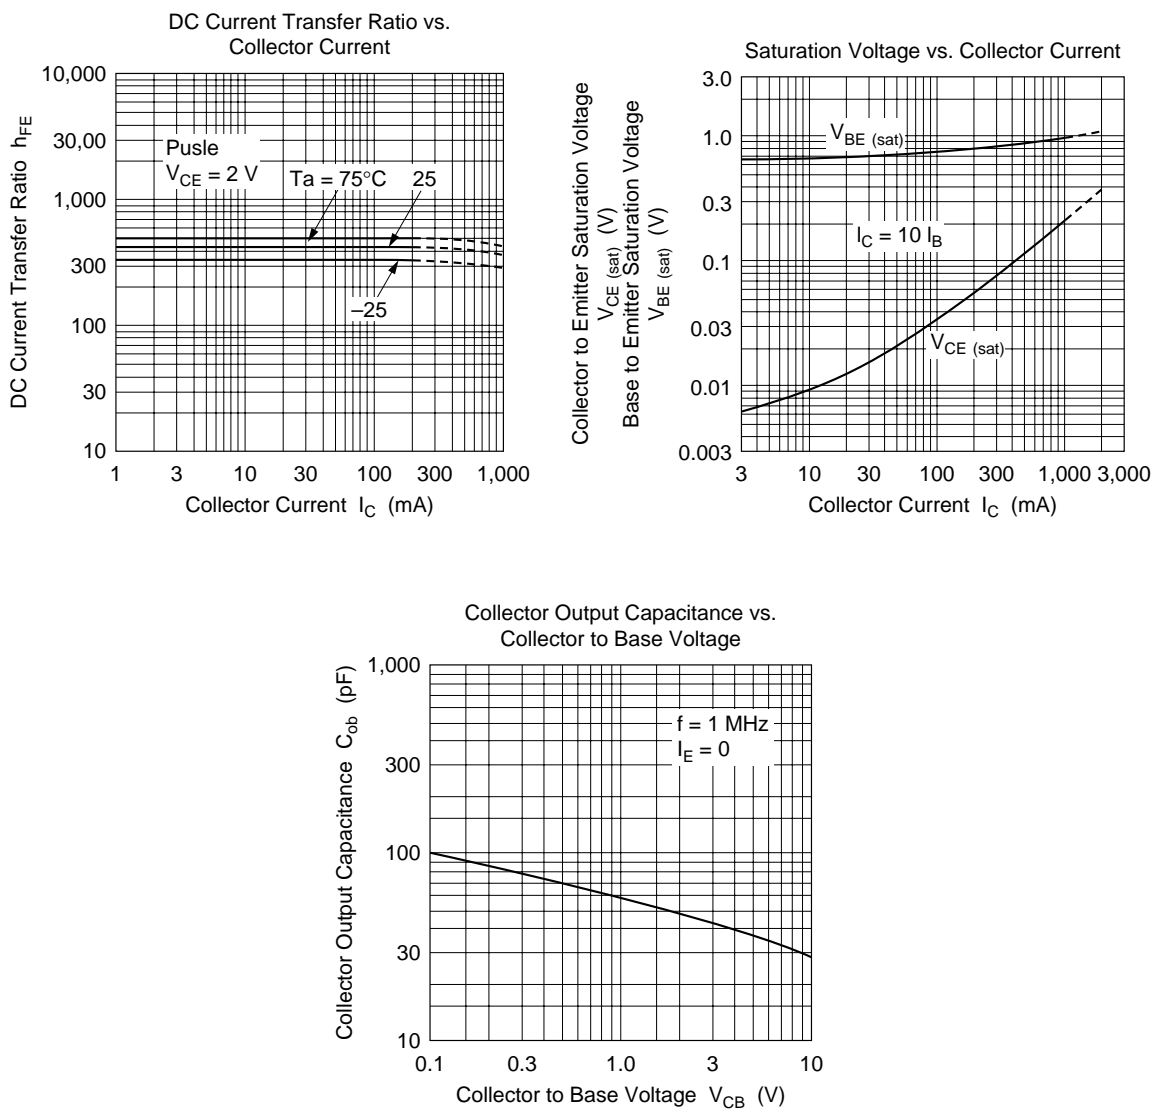 DC Current Transfer Ratio vs.
Collector Current
10,000
30,00
1,000
300
100
30
10
DC Current Transfer Ratio hFE
Pusle
VCE = 2 V
Ta = 75°C
25
–25
1
3
10
30
100
300
1,000
Collector Current IC (mA)
Saturation Voltage vs. Collector Current
Collector to Emitter Saturation Voltage
VCE (sat) (V)
Base to Emitter Saturation Voltage
VBE (sat) (V)
3.0
1.0
0.3
0.1
0.03
0.01
0.003
VBE (sat)
IC = 10 IB
VCE (sat)
3
10
30
100
300
1,000
3,000
Collector Current IC (mA)
Collector Output Capacitance vs.
Collector to Base Voltage
Collector Output Capacitance Cob (pF)
1,000
300
100
30
10
f = 1 MHz
IE = 0
0.1
0.3
1.0
3
10
Collector to Base Voltage VCB (V)